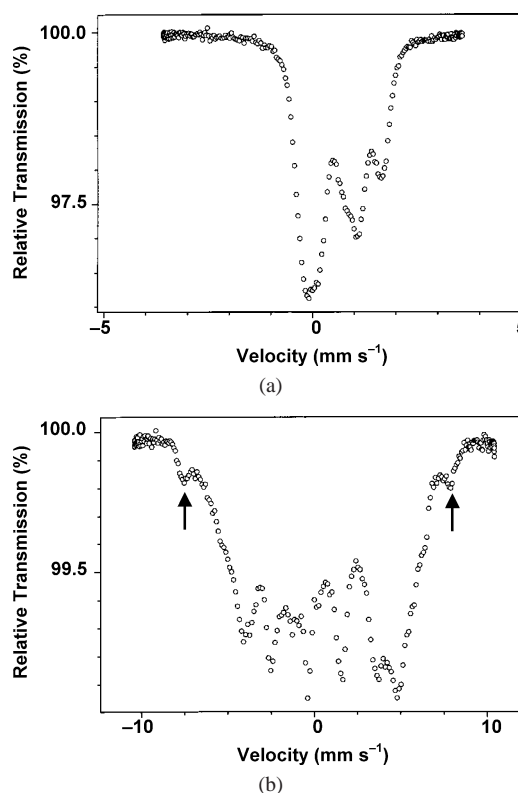 100.0
97.5
Relative Transmission (%)
−5
0
5
Velocity (mm s⁻¹)
(a)
100.0
99.5
Relative Transmission (%)
−10
0
10
Velocity (mm s⁻¹)
(b)